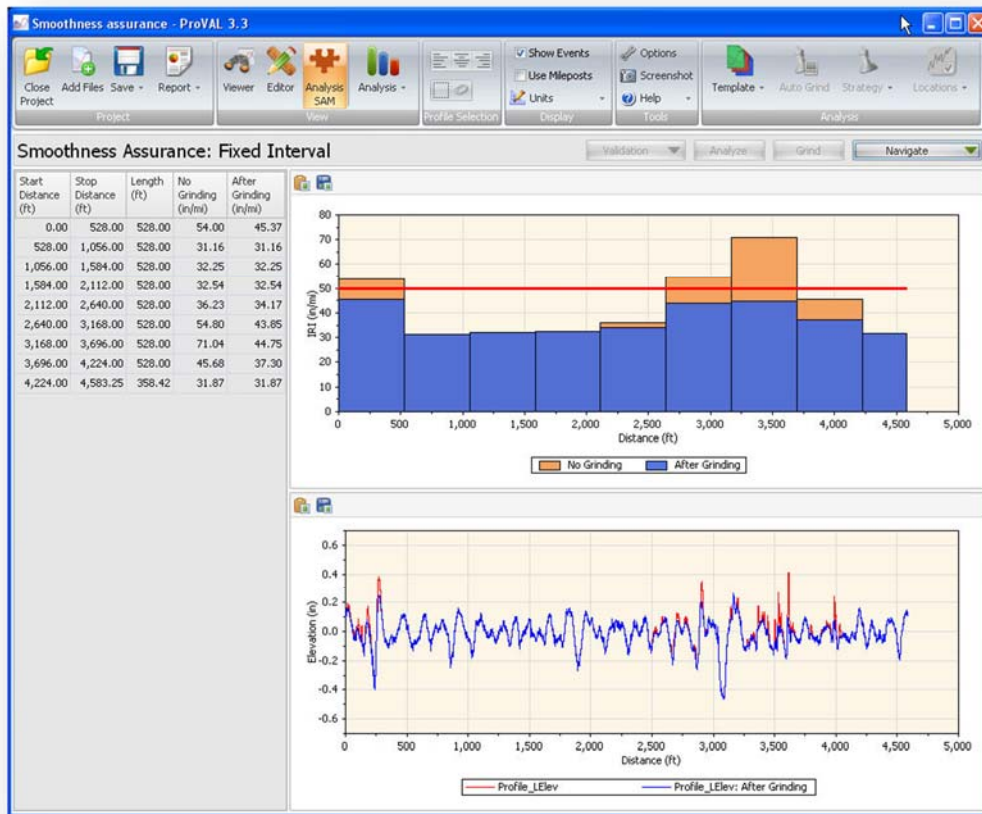 Smoothness assurance - ProVAL 3.3
Close Project
Add Files
Save
Report
Project
Viewer
Editor
Analysis SAM
Analysis
View
Profile Selection
Show Events
Use Mileposts
Units
Display
Options
Screenshot
Help
Tools
Template
Auto Grind
Strategy
Locations
Analysis
Smoothness Assurance: Fixed Interval
Validation
Analyze
Grind
Navigate
Start Distance (ft) Stop Distance (ft) Length (ft) No Grinding (in/mi) After Grinding (in/mi)
0.00 528.00 528.00 54.00 45.37
528.00 1,056.00 528.00 31.16 31.16
1,056.00 1,584.00 528.00 32.25 32.25
1,584.00 2,112.00 528.00 32.54 32.54
2,112.00 2,640.00 528.00 36.23 34.17
2,640.00 3,168.00 528.00 54.80 43.85
3,168.00 3,696.00 528.00 71.04 44.75
3,696.00 4,224.00 528.00 45.68 37.30
4,224.00 4,583.25 358.42 31.87 31.87
80
70
60
50
40
30
20
10
0
IRI (in/mi)
0 500 1,000 1,500 2,000 2,500 3,000 3,500 4,000 4,500 5,000
Distance (ft)
No Grinding After Grinding
0.6
0.4
0.2
0.0
-0.2
-0.4
-0.6
Elevation (in)
0 500 1,000 1,500 2,000 2,500 3,000 3,500 4,000 4,500 5,000
Distance (ft)
Profile_LElev Profile_LElev: After Grinding